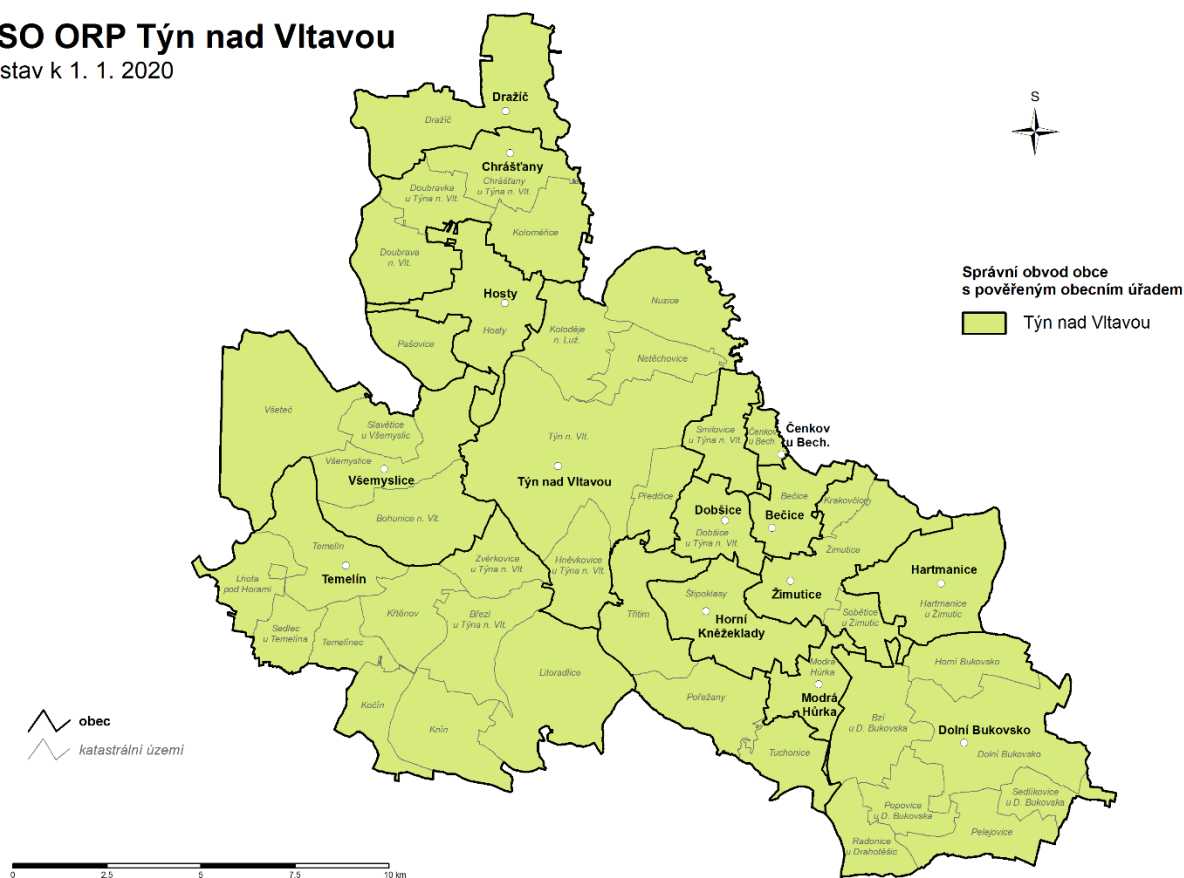 SO ORP Týn nad Vltavou
stav k 1. 1. 2020
S
Dražíč
Dražíč
Chrášťany
Chrášťany
u Týna n. Vlt.
Doubravka
u Týna n. Vlt.
Koloměřice
Doubrava
n. Vlt.
Hosty
Hosty
Pašovice
Nuzice
Koloděje
n. Luž.
Netěchovice
Správní obvod obce
s pověřeným obecním úřadem
Týn nad Vltavou
Všeteč
Slavětice
u Všemyslic
Všemyslice
Všemyslice
Bohunice n. Vlt.
Týn n. Vlt.
Týn nad Vltavou
Předčice
Smilovice
u Týna n. Vlt.
Čenkov
u Bech.
Čenkov
u Bech.
Dobšice
Dobšice
u Týna n. Vlt.
Bečice
Bečice
Krakovčice
Žimutice
Žimutice
Hartmanice
Hartmanice
u Žimutic
Sobětice
u Žimutic
Temelín
Temelín
Lhota
pod Horami
Sedlec
u Temelína
Temelínec
Křtěnov
Březí
u Týna n. Vlt.
Zvěrkovice
u Týna n. Vlt.
Hněvkovice
u Týna n. Vlt.
Kočín
Knín
Litoradlice
Třitim
Štipoklasy
Horní
Kněžeklady
Modrá
Hůrka
Modrá
Hůrka
Pořežany
Tuchonice
Horní Bukovsko
Bzí
u D. Bukovska
Dolní Bukovsko
Dolní Bukovsko
Sedlíkovice
u D. Bukovska
Popovice
u D. Bukovska
Pelejovice
Radonice
u Drahotěšic
obec
katastrální území
0 2,5 5 7,5 10 km